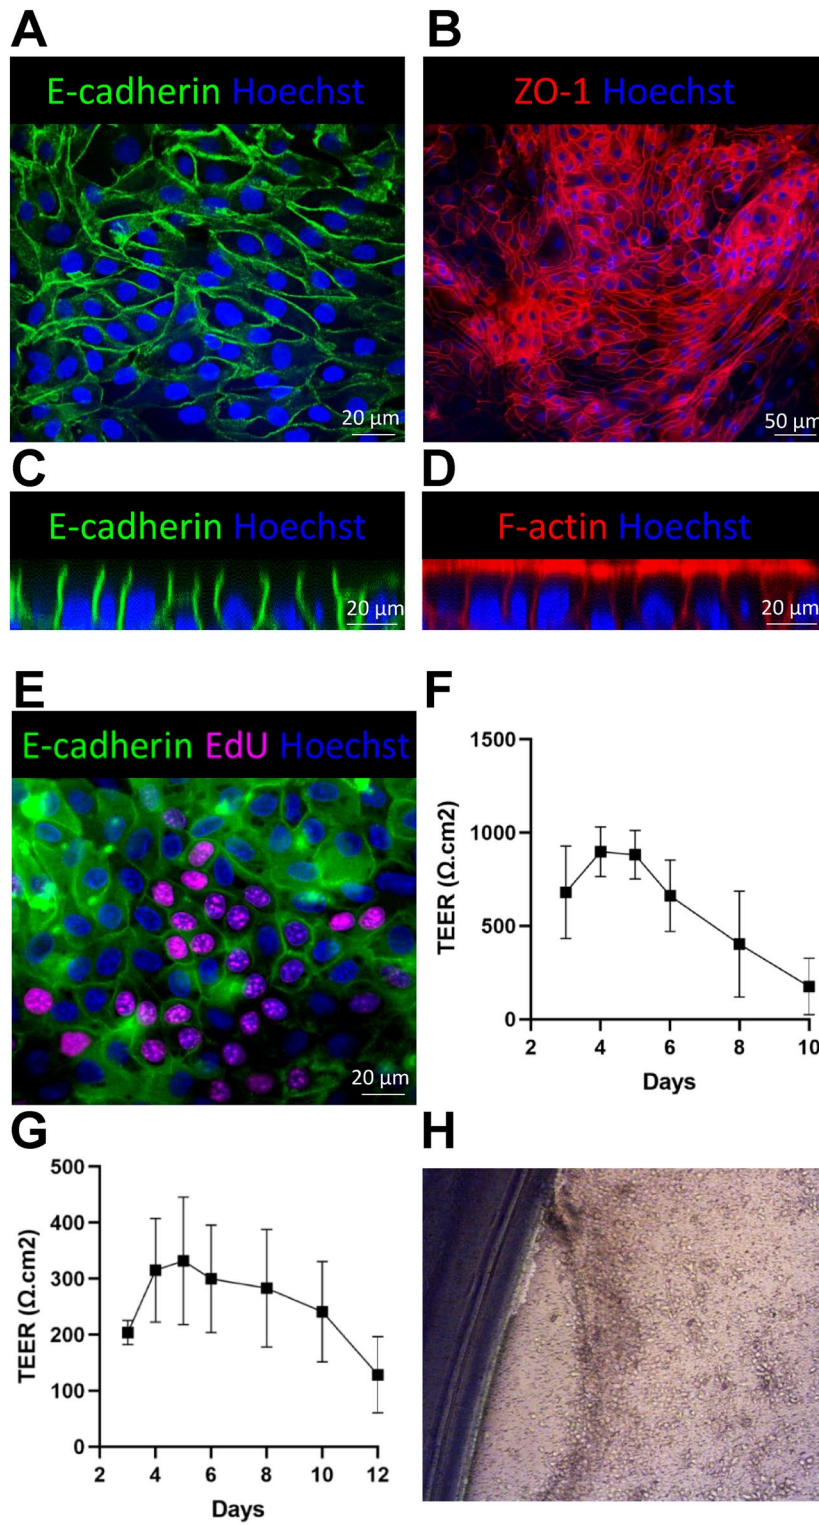 A
B
E-cadherin Hoechst
ZO-1 Hoechst
20 µm
50 µm
C
D
E-cadherin Hoechst
F-actin Hoechst
20 µm
20 µm
E
F
E-cadherin EdU Hoechst
20 µm
TEER (Ω.cm2)
1500
1000
500
0
2 4 6 8 10
Days
G
H
TEER (Ω.cm2)
500
400
300
200
100
0
2 4 6 8 10 12
Days